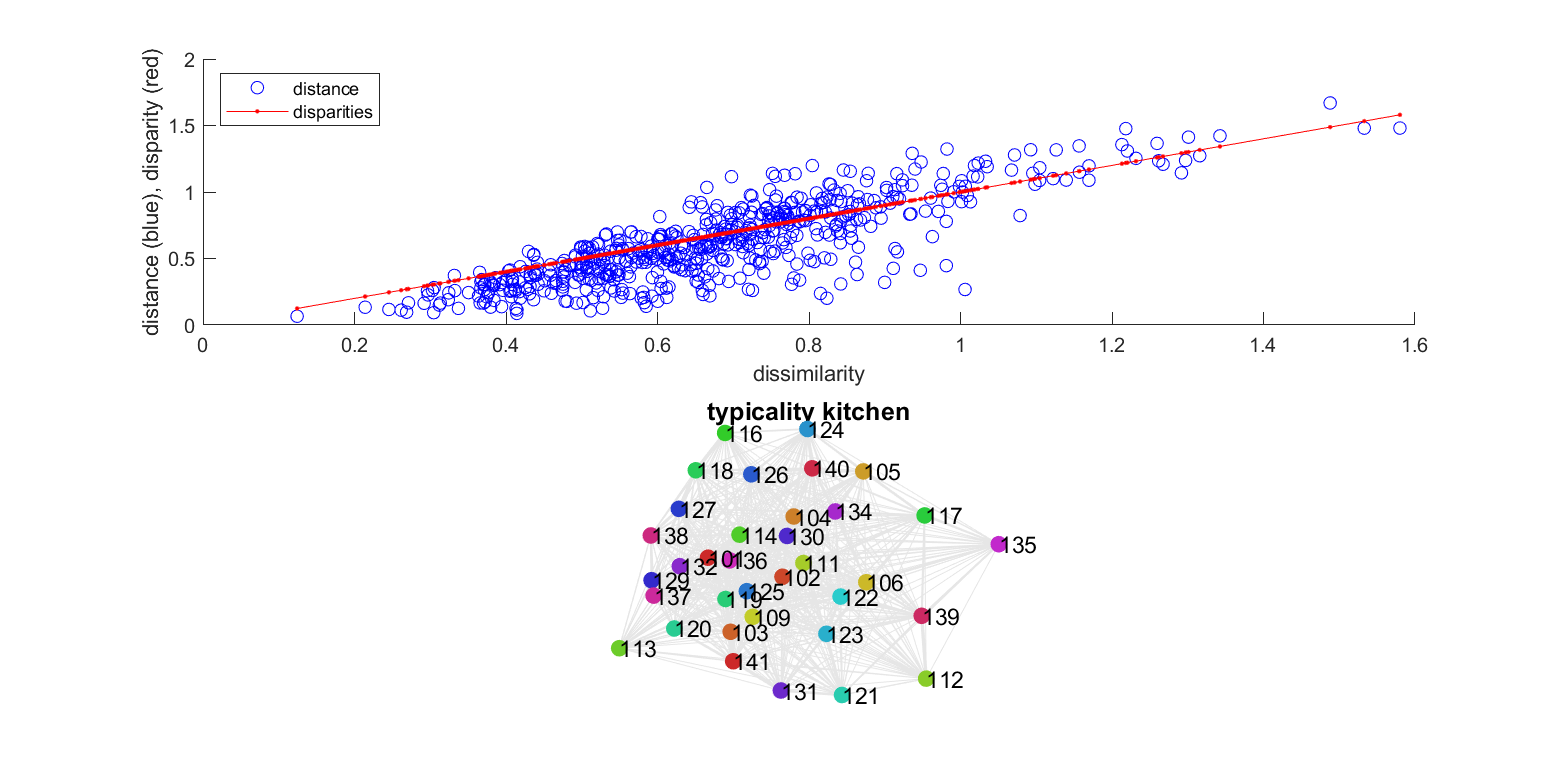 distance (blue), disparity (red)
2
1.5
1
0.5
0
distance
disparities
0 0.2 0.4 0.6 0.8 1 1.2 1.4 1.6
dissimilarity
typicality kitchen
116 124
118 126 140 105
127 104 134 117
138 114 130 135
101 136 111
132 102 106
129 125 122
137 119
109 139
120 103 123
113 141
131 121 112